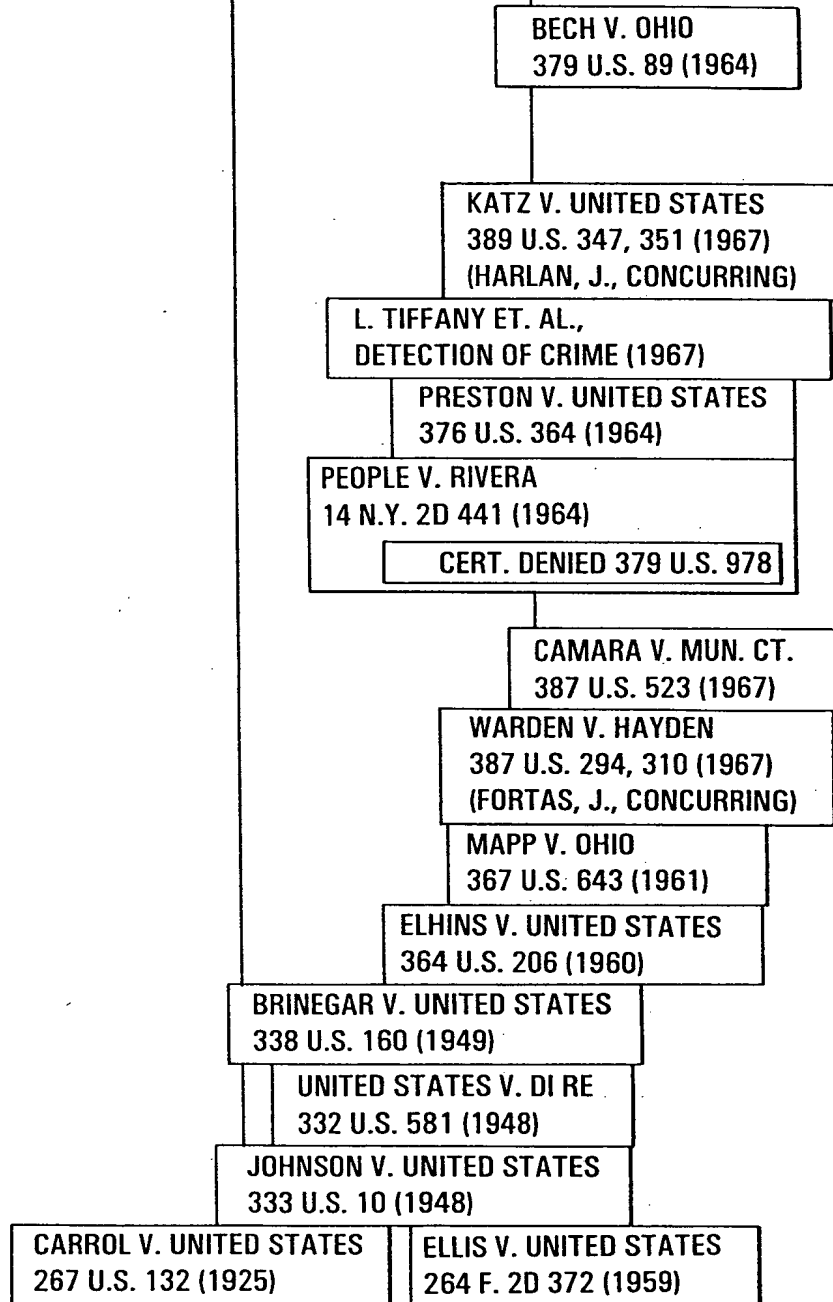 BECH V. OHIO
379 U.S. 89 (1964)
KATZ V. UNITED STATES
389 U.S. 347, 351 (1967)
(HARLAN, J., CONCURRING)
L. TIFFANY ET. AL.,
DETECTION OF CRIME (1967)
PRESTON V. UNITED STATES
376 U.S. 364 (1964)
PEOPLE V. RIVERA
14 N.Y. 2D 441 (1964)
CERT. DENIED 379 U.S. 978
CAMARA V. MUN. CT.
387 U.S. 523 (1967)
WARDEN V. HAYDEN
387 U.S. 294, 310 (1967)
(FORTAS, J., CONCURRING)
MAPP V. OHIO
367 U.S. 643 (1961)
ELHINS V. UNITED STATES
364 U.S. 206 (1960)
BRINEGAR V. UNITED STATES
338 U.S. 160 (1949)
UNITED STATES V. DI RE
332 U.S. 581 (1948)
JOHNSON V. UNITED STATES
333 U.S. 10 (1948)
CARROL V. UNITED STATES
267 U.S. 132 (1925)
ELLIS V. UNITED STATES
264 F. 2D 372 (1959)